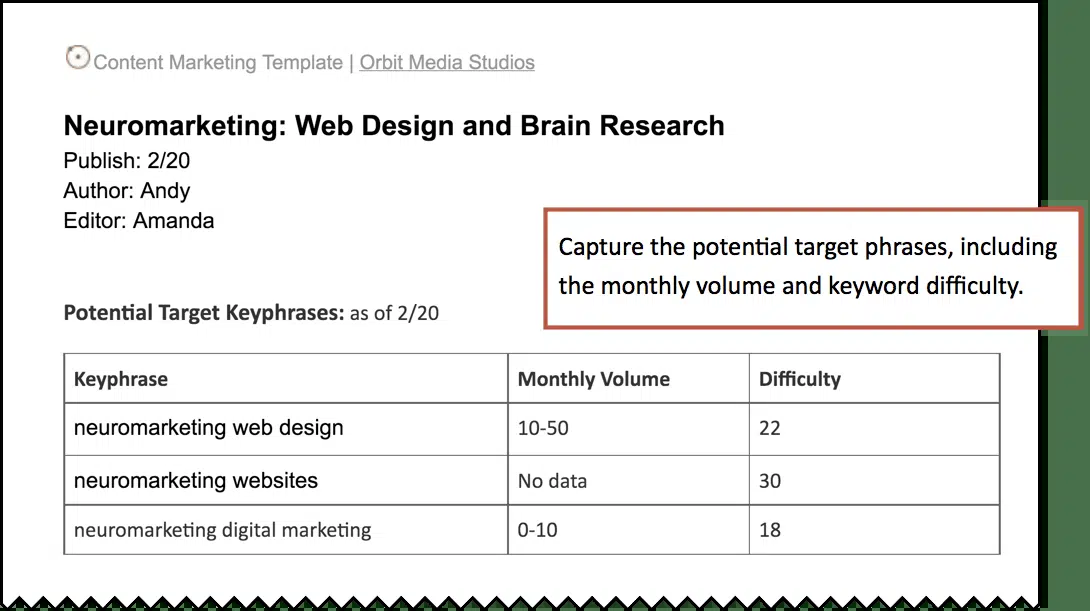 Content Marketing Template | Orbit Media Studios
Neuromarketing: Web Design and Brain Research
Publish: 2/20
Author: Andy
Editor: Amanda
Capture the potential target phrases, including
the monthly volume and keyword difficulty.
Potential Target Keyphrases: as of 2/20
Keyphrase Monthly Volume Difficulty
neuromarketing web design 10-50 22
neuromarketing websites No data 30
neuromarketing digital marketing 0-10 18